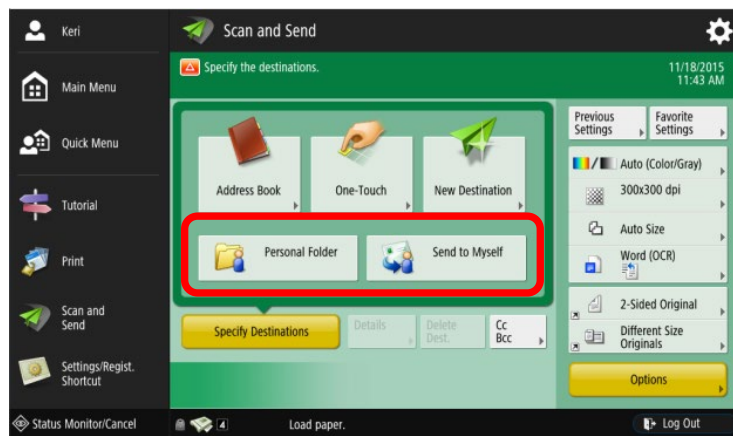 Keri
Scan and Send
Specify the destinations.
11/18/2015
11:43 AM
Main Menu
Quick Menu
Tutorial
Print
Scan and
Send
Settings/Regist.
Shortcut
Address Book
One-Touch
New Destination
Personal Folder
Send to Myself
Specify Destinations
Details
Delete
Dest.
Cc
Bcc
Previous
Settings
Favorite
Settings
Auto (Color/Gray)
300x300 dpi
Auto Size
Word (OCR)
2-Sided Original
Different Size
Originals
Options
Status Monitor/Cancel
4
Load paper.
Log Out